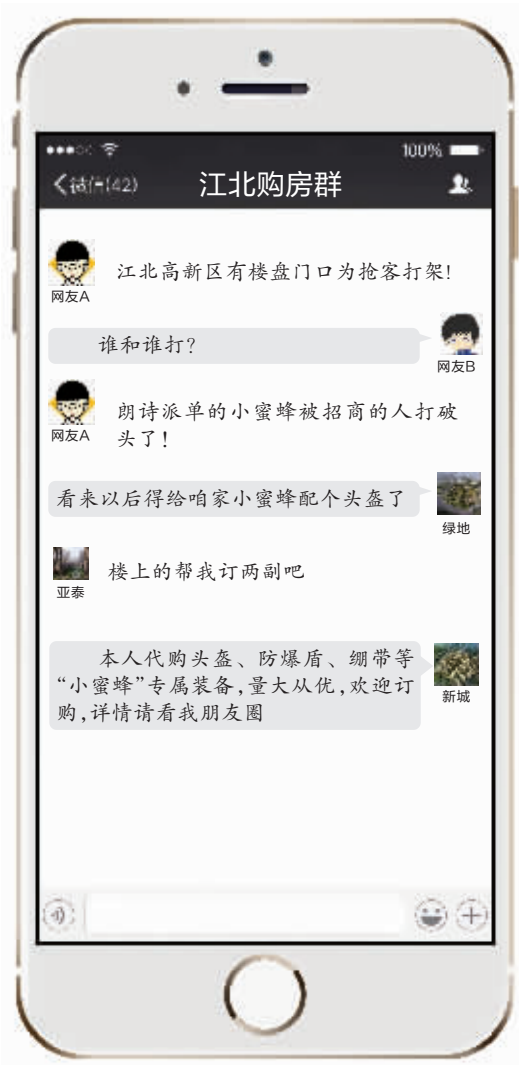 100%
微信(42)
江北购房群
江北高新区有楼盘门口为抢客打架!
网友A
谁和谁打?
网友B
朗诗派单的小蜜蜂被招商的人打破
头了!
网友A
看来以后得给咱家小蜜蜂配个头盔了
绿地
楼上的帮我订两副吧
亚泰
本人代购头盔、防爆盾、绷带等
“小蜜蜂”专属装备,量大从优,欢迎订
购,详情请看我朋友圈
新城